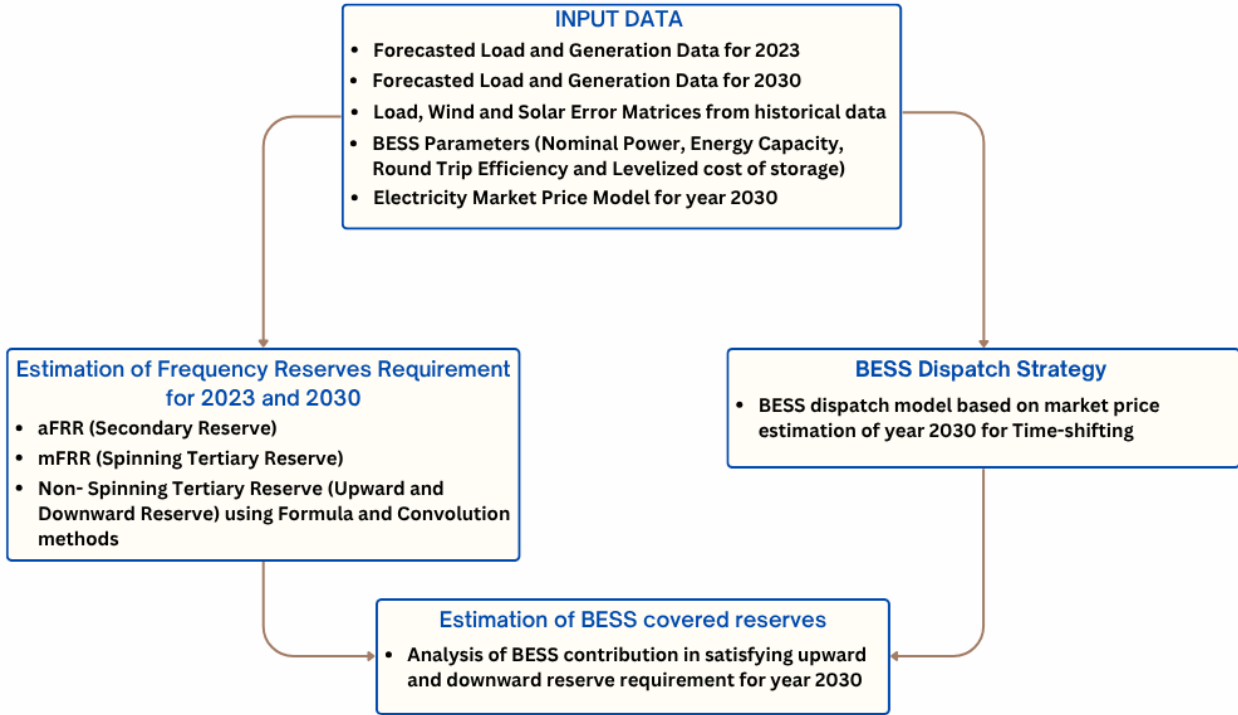 INPUT DATA
• Forecasted Load and Generation Data for 2023
• Forecasted Load and Generation Data for 2030
• Load, Wind and Solar Error Matrices from historical data
• BESS Parameters (Nominal Power, Energy Capacity,
Round Trip Efficiency and Levelized cost of storage)
• Electricity Market Price Model for year 2030
Estimation of Frequency Reserves Requirement
for 2023 and 2030
• aFRR (Secondary Reserve)
• mFRR (Spinning Tertiary Reserve)
• Non- Spinning Tertiary Reserve (Upward and
Downward Reserve) using Formula and Convolution
methods
BESS Dispatch Strategy
• BESS dispatch model based on market price
estimation of year 2030 for Time-shifting
Estimation of BESS covered reserves
• Analysis of BESS contribution in satisfying upward
and downward reserve requirement for year 2030